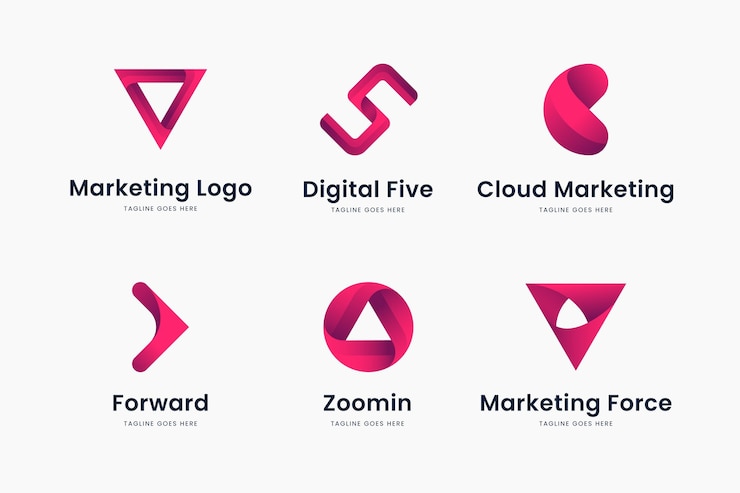 Marketing Logo
TAGLINE GOES HERE
Digital Five
TAGLINE GOES HERE
Cloud Marketing
TAGLINE GOES HERE
Forward
TAGLINE GOES HERE
Zoomin
TAGLINE GOES HERE
Marketing Force
TAGLINE GOES HERE